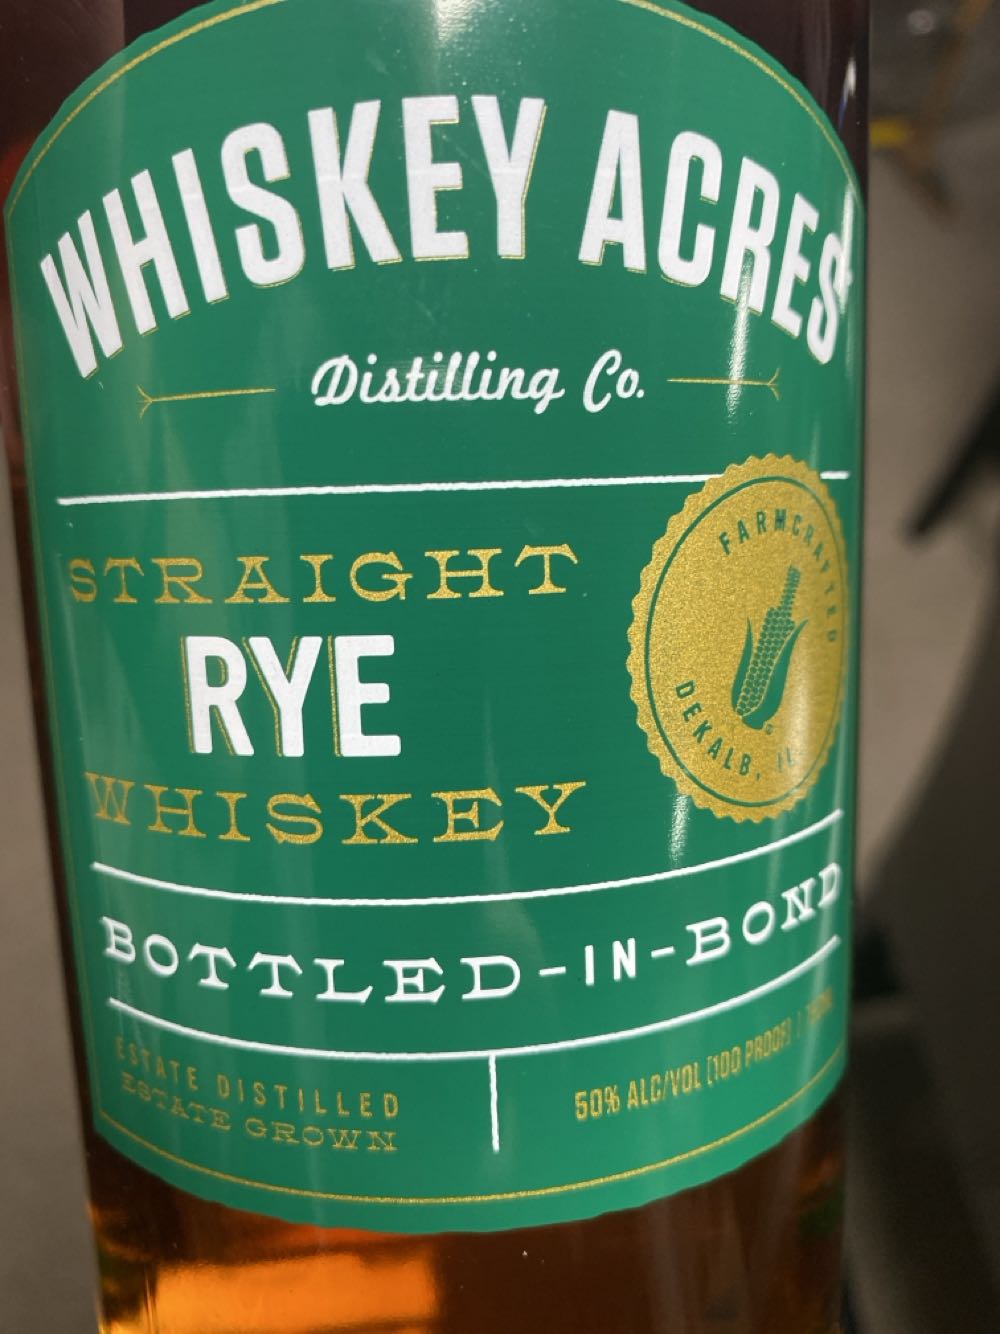 WHISKEY ACRES
Distilling Co.
STRAIGHT
RYE
WHISKEY
FARMCRAFTED
DEKALB, IL
BOTTLED-IN-BOND
ESTATE DISTILLED
ESTATE GROWN
50% ALC/VOL [100 PROOF] | 750ML